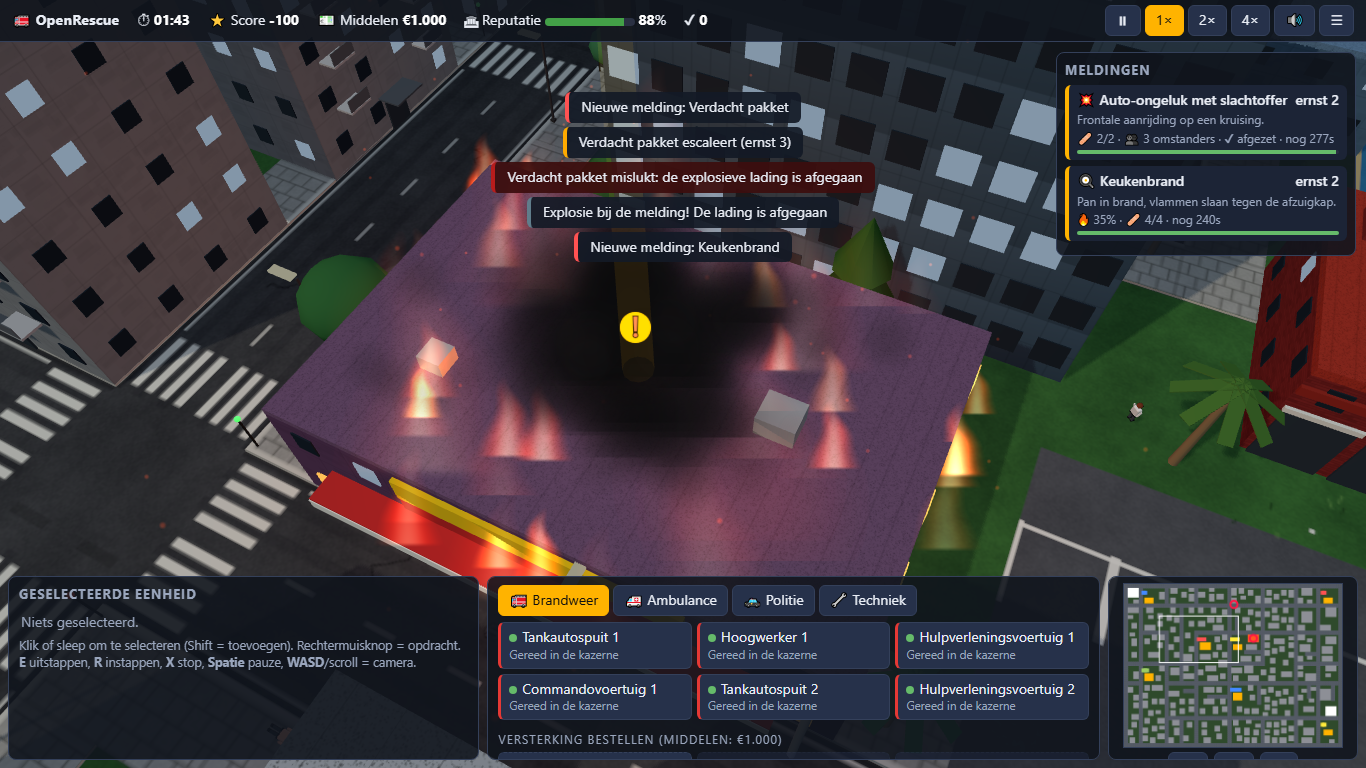 OpenRescue
01:43
Score -100
Middelen €1.000
Reputatie 88%
✓ 0
1×
2×
4×
Nieuwe melding: Verdacht pakket
Verdacht pakket escaleert (ernst 3)
Verdacht pakket mislukt: de explosieve lading is afgegaan
Explosie bij de melding! De lading is afgegaan
Nieuwe melding: Keukenbrand
MELDINGEN
Auto-ongeluk met slachtoffer ernst 2
Frontale aanrijding op een kruising.
2/2 · 3 omstanders · ✓ afgezet · nog 277s
Keukenbrand ernst 2
Pan in brand, vlammen slaan tegen de afzuigkap.
35% · 4/4 · nog 240s
GESELECTEERDE EENHEID
Niets geselecteerd.
Klik of sleep om te selecteren (Shift = toevoegen). Rechtermuisknop = opdracht.
E uitstappen, R instappen, X stop, Spatie pauze, WASD/scroll = camera.
Brandweer
Ambulance
Politie
Techniek
Tankautospuit 1
Gereed in de kazerne
Hoogwerker 1
Gereed in de kazerne
Hulpverleningsvoertuig 1
Gereed in de kazerne
Commandovoertuig 1
Gereed in de kazerne
Tankautospuit 2
Gereed in de kazerne
Hulpverleningsvoertuig 2
Gereed in de kazerne
VERSTERKING BESTELLEN (MIDDELEN: €1.000)